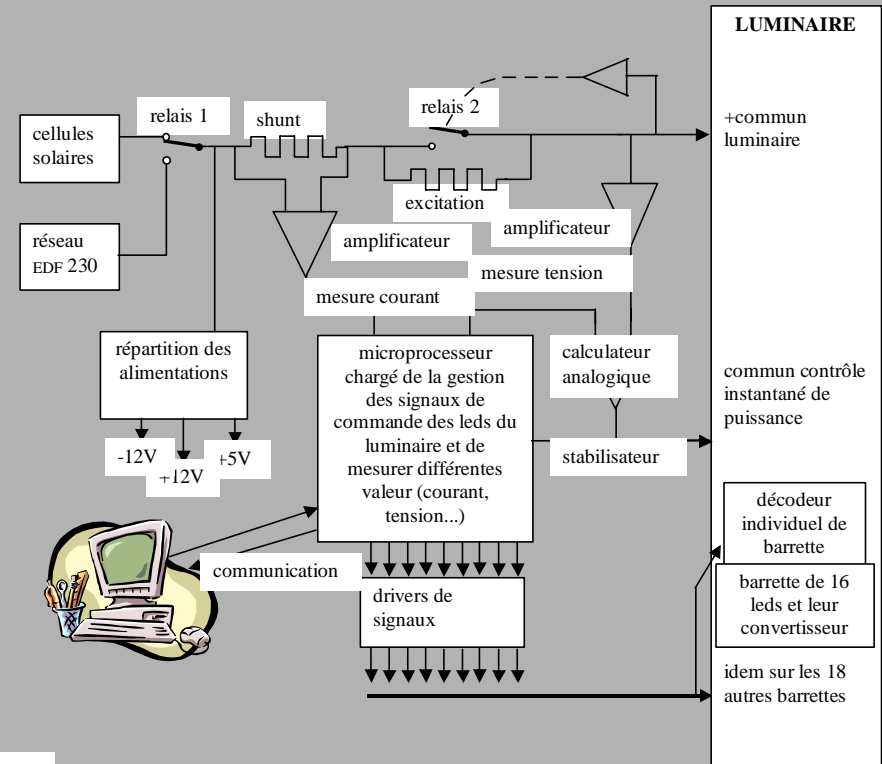 LUMINAIRE
relais 1
shunt
relais 2
cellules
solaires
+commun
luminaire
excitation
amplificateur
amplificateur
réseau
EDF 230
mesure tension
mesure courant
répartition des
alimentations
microprocesseur
chargé de la gestion
des signaux de
commande des leds du
luminaire et de
mesurer différentes
valeur (courant,
tension...)
calculateur
analogique
commun contrôle
instantané de
puissance
-12V
+12V
+5V
stabilisateur
décodeur
individuel de
barrette
communication
barrette de 16
leds et leur
convertisseur
drivers de
signaux
idem sur les 18
autres barrettes